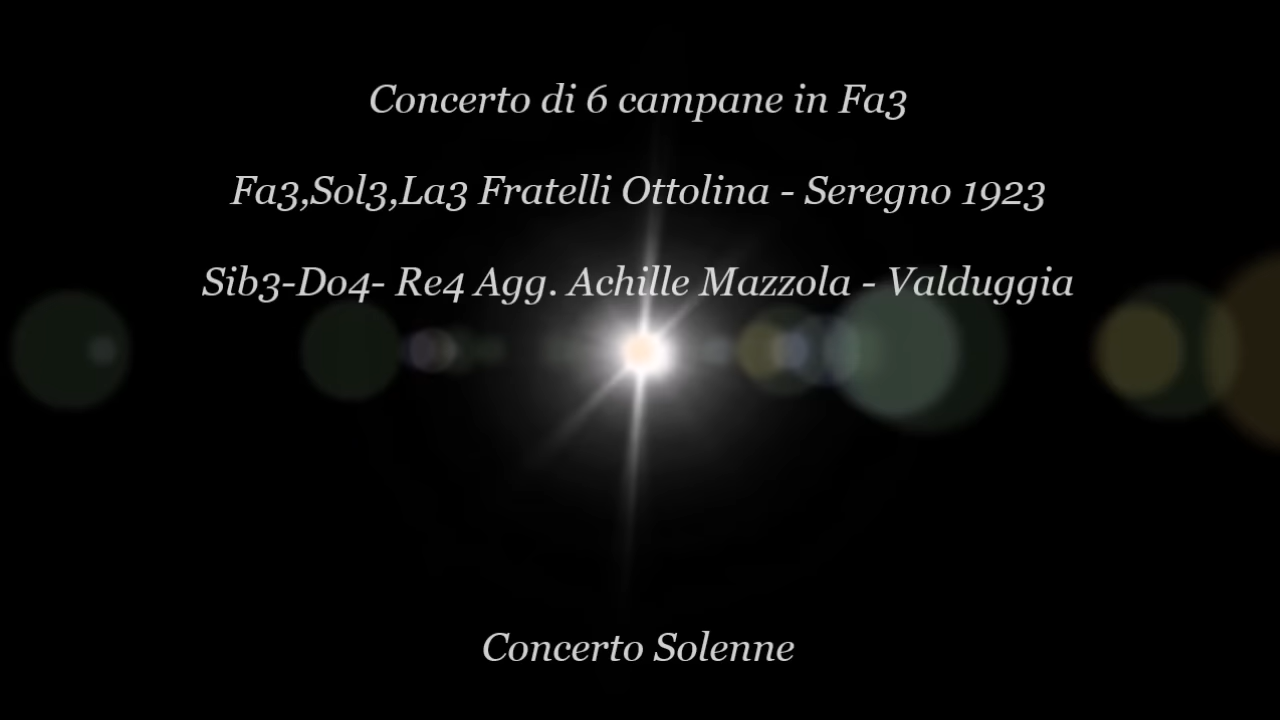 Concerto di 6 campane in Fa3
Fa3,Sol3,La3 Fratelli Ottolina - Seregno 1923
Sib3-Do4- Re4 Agg. Achille Mazzola - Valduggia
Concerto Solenne